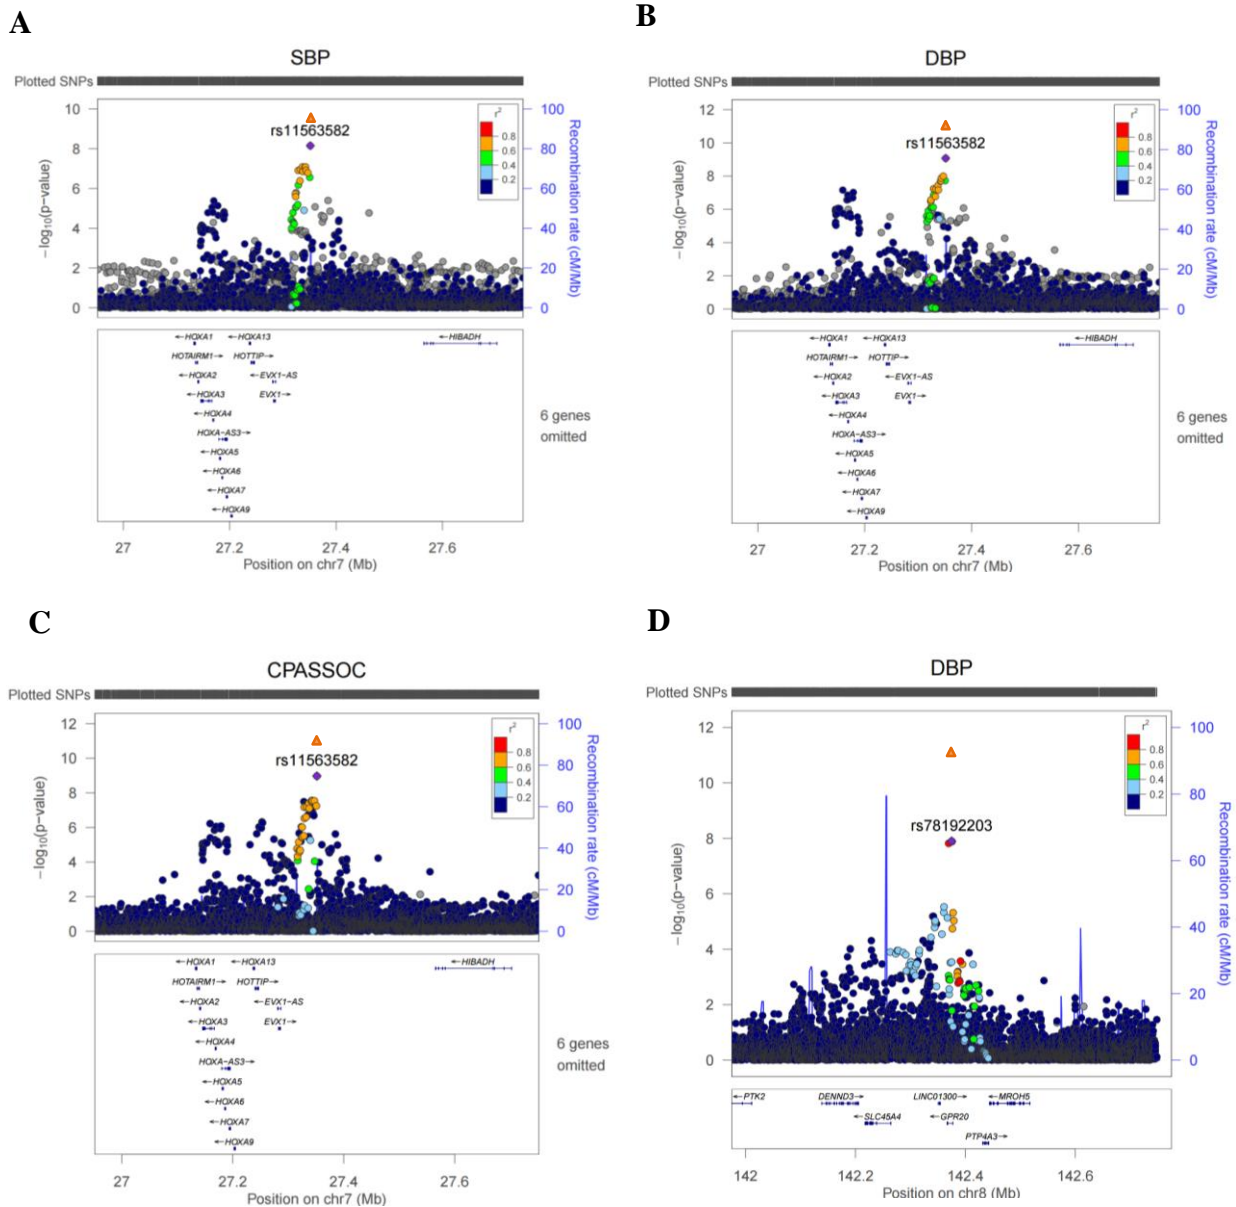 A
SBP
Plotted SNPs
10
8
6
4
2
0
100
80
60
40
20
0
−log10(p−value)
Recombination rate (cM/Mb)
rs11563582
r2
0.8
0.6
0.4
0.2
←HOXA1
←HOXA13
←HIBADH
HOTAIRM1→
HOTTIP→
←HOXA2
←EVX1−AS
←HOXA3
EVX1→
←HOXA4
HOXA−AS3→
←HOXA5
←HOXA6
←HOXA7
←HOXA9
6 genes
omitted
27
27.2
27.4
27.6
Position on chr7 (Mb)
B
DBP
Plotted SNPs
12
10
8
6
4
2
0
100
80
60
40
20
0
−log10(p−value)
Recombination rate (cM/Mb)
rs11563582
r2
0.8
0.6
0.4
0.2
←HOXA1
←HOXA13
←HIBADH
HOTAIRM1→
HOTTIP→
←HOXA2
←EVX1−AS
←HOXA3
EVX1→
←HOXA4
HOXA−AS3→
←HOXA5
←HOXA6
←HOXA7
←HOXA9
6 genes
omitted
27
27.2
27.4
27.6
Position on chr7 (Mb)
C
CPASSOC
Plotted SNPs
12
10
8
6
4
2
0
100
80
60
40
20
0
−log10(p−value)
Recombination rate (cM/Mb)
rs11563582
r2
0.8
0.6
0.4
0.2
←HOXA1
←HOXA13
←HIBADH
HOTAIRM1→
HOTTIP→
←HOXA2
←EVX1−AS
←HOXA3
EVX1→
←HOXA4
HOXA−AS3→
←HOXA5
←HOXA6
←HOXA7
←HOXA9
6 genes
omitted
27
27.2
27.4
27.6
Position on chr7 (Mb)
D
DBP
Plotted SNPs
12
10
8
6
4
2
0
100
80
60
40
20
0
−log10(p−value)
Recombination rate (cM/Mb)
rs78192203
r2
0.8
0.6
0.4
0.2
←PTK2
DENND3→
LINC01300→
←MROH5
←SLC45A4
←GPR20
PTP4A3→
142
142.2
142.4
142.6
Position on chr8 (Mb)